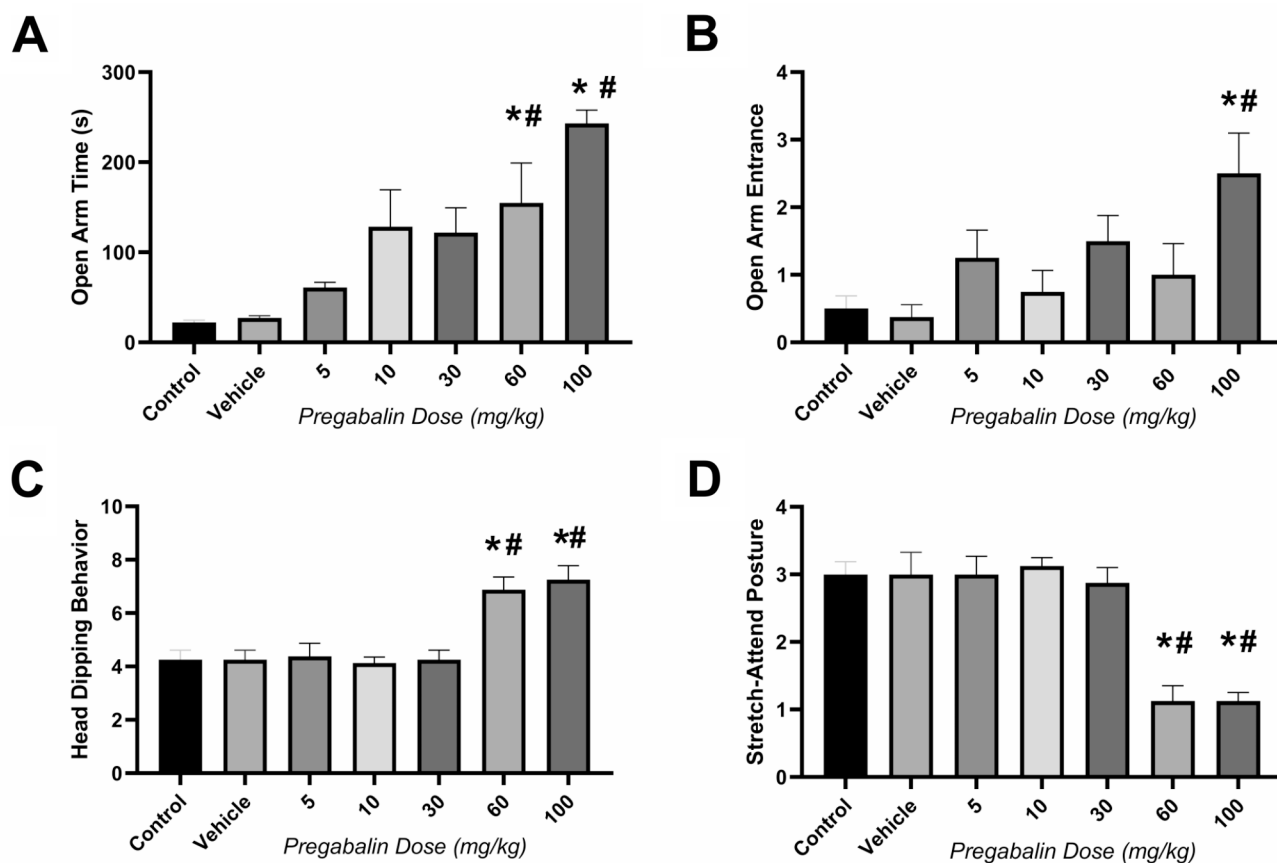 A
Open Arm Time (s)
300
200
100
0
* #
*#
Control
Vehicle
5
10
30
60
100
Pregabalin Dose (mg/kg)
B
Open Arm Entrance
4
3
2
1
0
*#
Control
Vehicle
5
10
30
60
100
Pregabalin Dose (mg/kg)
C
Head Dipping Behavior
10
8
6
4
2
0
*#
*#
Control
Vehicle
5
10
30
60
100
Pregabalin Dose (mg/kg)
D
Stretch-Attend Posture
4
3
2
1
0
*#
*#
Control
Vehicle
5
10
30
60
100
Pregabalin Dose (mg/kg)